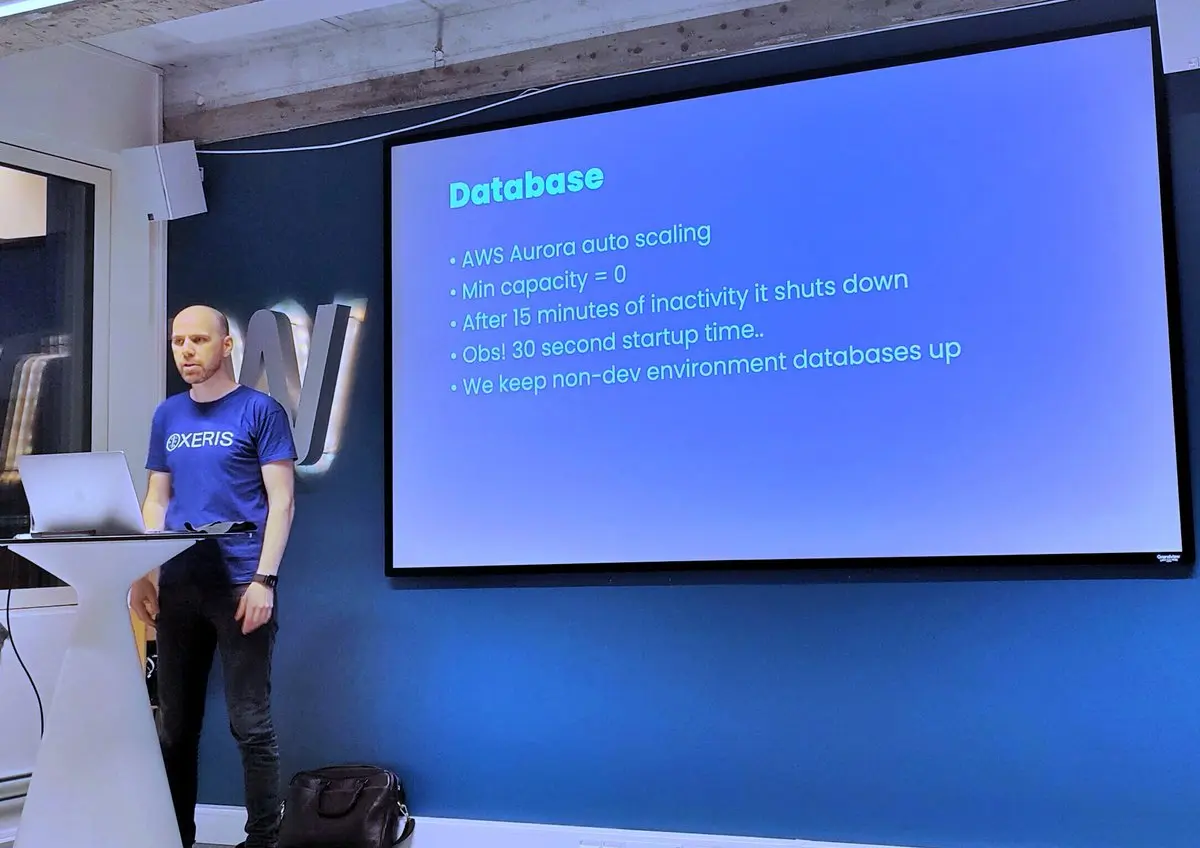 Database
• AWS Aurora auto scaling
• Min capacity = 0
• After 15 minutes of inactivity it shuts down
• Obs! 30 second startup time..
• We keep non-dev environment databases up
OXERIS
W